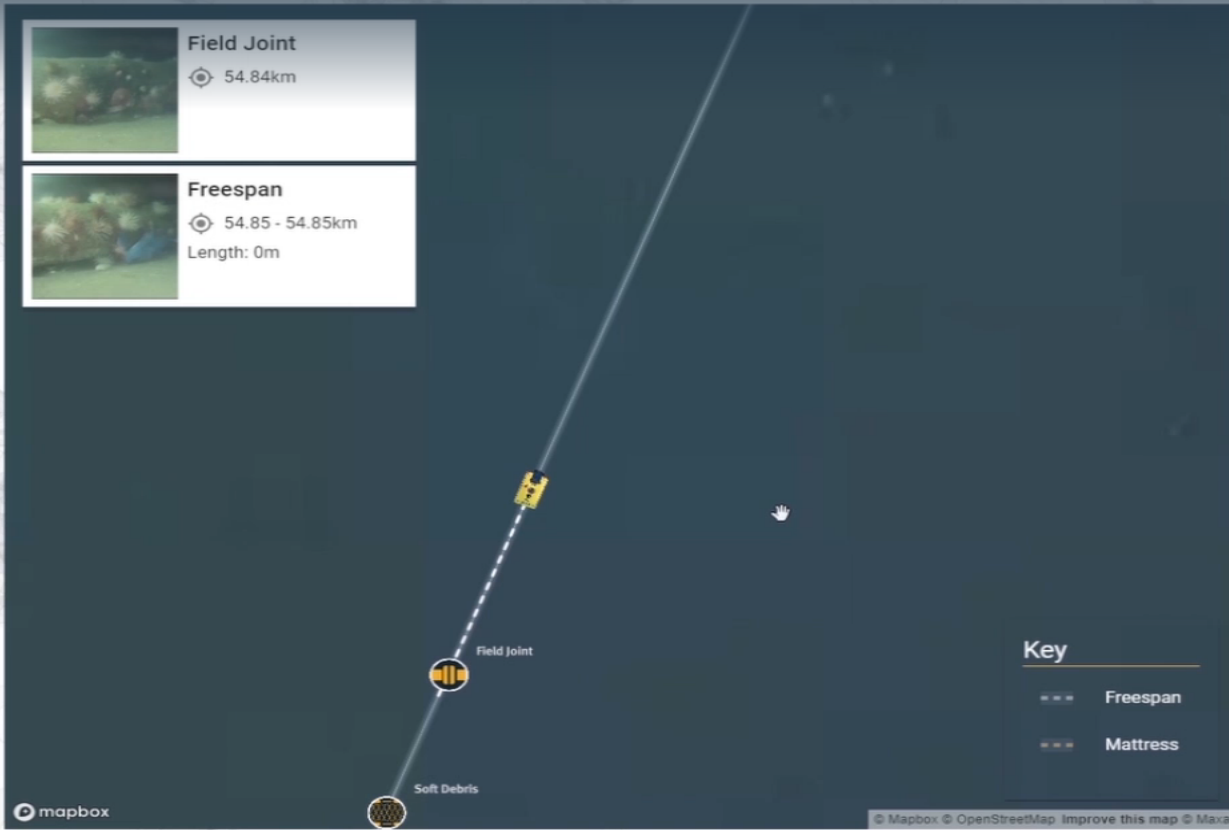 Field Joint
54.84km
Freespan
54.85 - 54.85km
Length: 0m
Field Joint
Key
Freespan
Mattress
Soft Debris
mapbox
© Mapbox © OpenStreetMap Improve this map ©